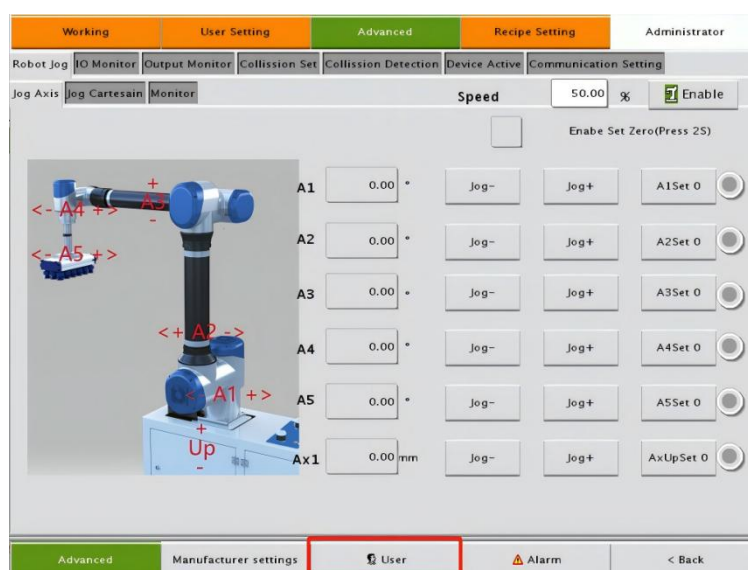 Working User Setting Advanced Recipe Setting Administrator
Robot Jog IO Monitor Output Monitor Collission Set Collission Detection Device Active Communication Setting
Jog Axis Jog Cartesain Monitor Speed 50.00 % Enable
Enabe Set Zero(Press 2S)
A1 0.00 ° Jog- Jog+ A1Set 0
+
<- A4 +> A3
-
A2 0.00 ° Jog- Jog+ A2Set 0
<- A5 +>
A3 0.00 ° Jog- Jog+ A3Set 0
<+ A2 ->
A4 0.00 ° Jog- Jog+ A4Set 0
<- A1 +>
A5 0.00 ° Jog- Jog+ A5Set 0
+
Up
-
Ax1 0.00 mm Jog- Jog+ AxUpSet 0
Advanced Manufacturer settings User Alarm < Back